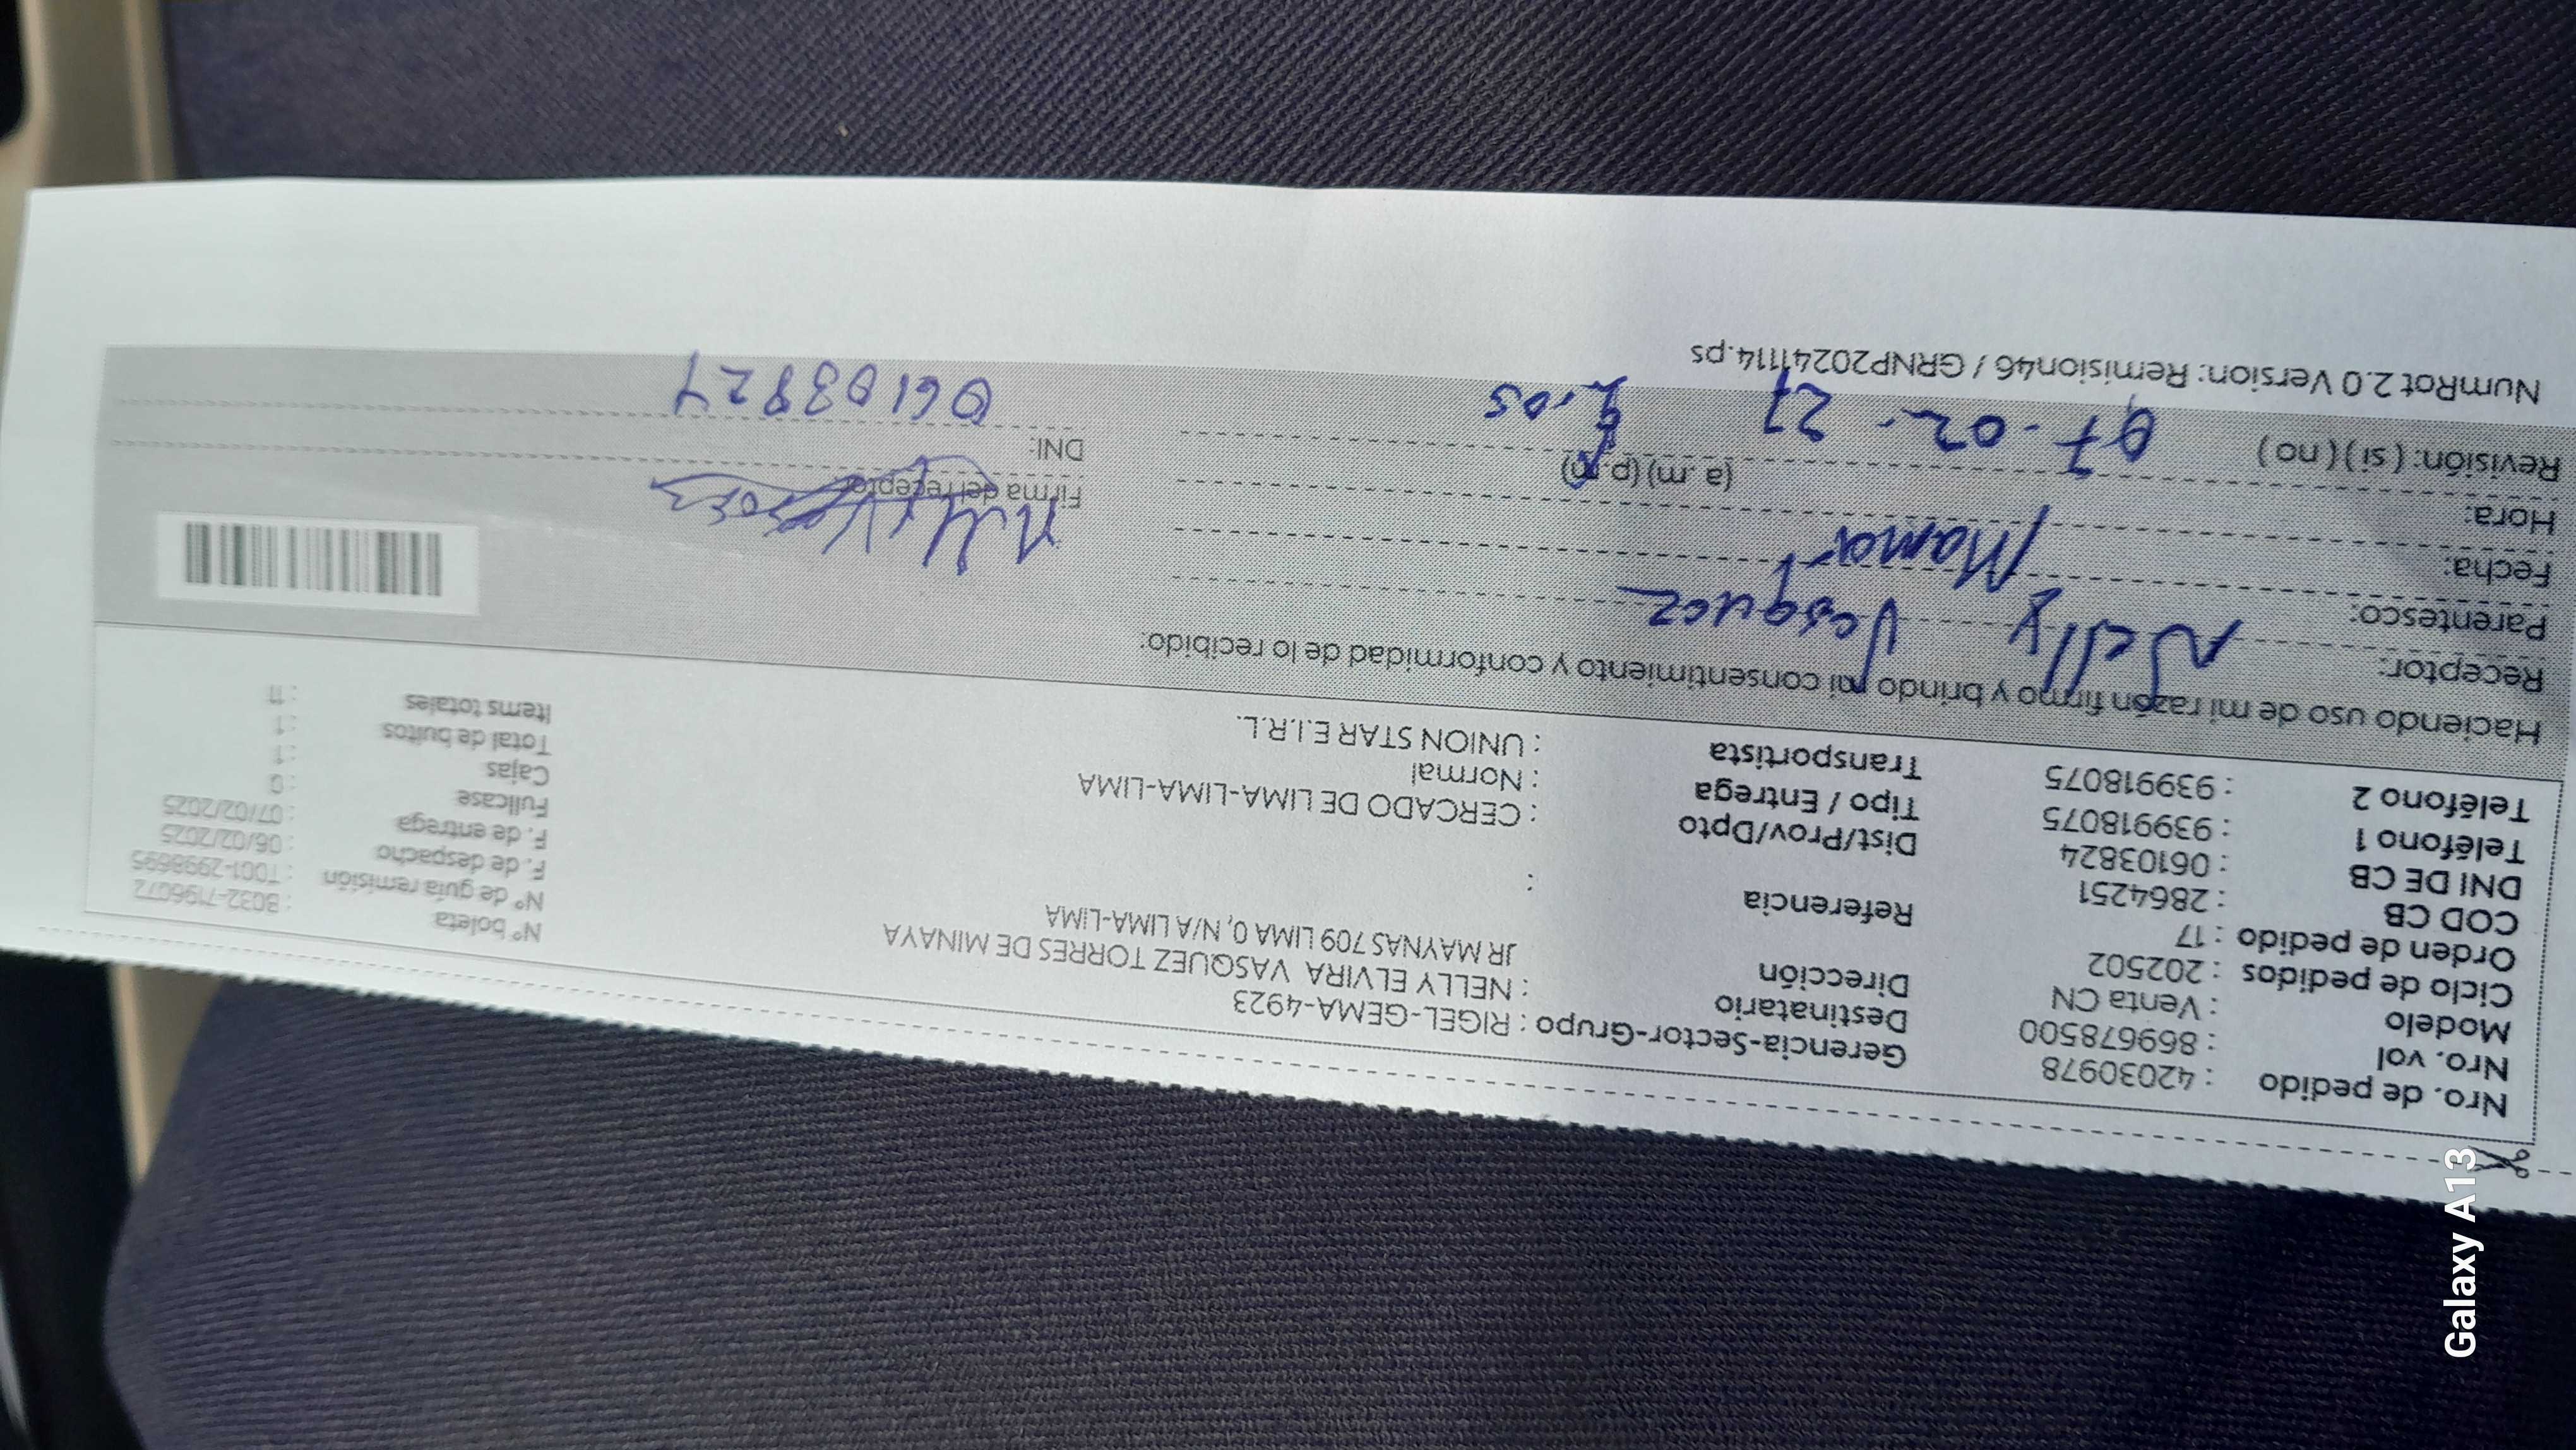 Nro. de pedido : 42030978
Nro. vol : 869678500
Modelo : Venta CN
Ciclo de pedidos : 202502
Orden de pedido : 17
COD CB : 2864251
DNI DE CB : 06103824
Teléfono 1 : 939918075
Teléfono 2 : 939918075
Gerencia-Sector-Grupo : RIGEL-GEMA-4923
Destinatario : NELLY ELVIRA VASQUEZ TORRES DE MINAYA
Dirección : JR MAYNAS 709 LIMA 0, N/A LIMA-LIMA
Referencia :
Dist/Prov/Dpto : CERCADO DE LIMA-LIMA-LIMA
Tipo / Entrega : Normal
Transportista : UNION STAR E.I.R.L.
N° boleta : B032-7196072
N° de guía remisión : T001-2998695
F. de despacho : 06/02/2025
F. de entrega : 07/02/2025
Fullcase : 0
Cajas : 1
Total de bultos : 1
Items totales : 11
Haciendo uso de mi razón firmo y brindo mi consentimiento y conformidad de lo recibido:
Receptor: Nelly Vasquez
Parentesco: Mamá
Fecha:
Hora: (a .m) (p.m)
Revisión: ( si ) ( no ) 07-02-27
Firma del receptor:
DNI:
06103824
NumRot 2.0 Version: Remision46 / GRNP20241114.ps
Galaxy A13